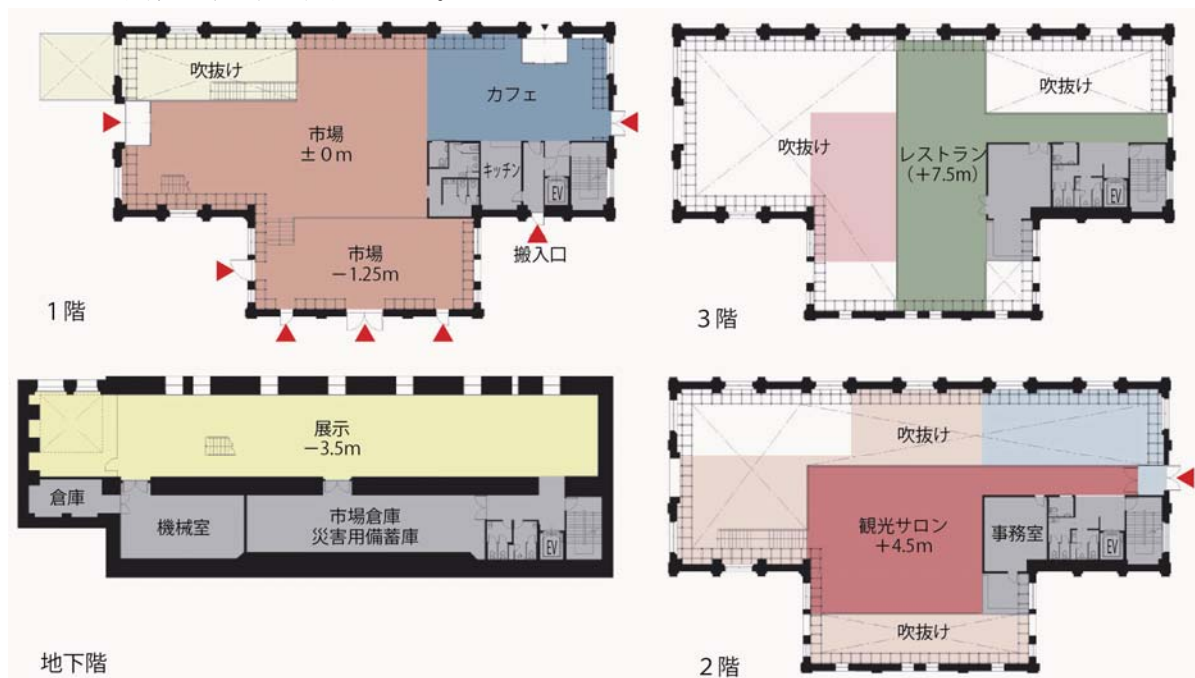 吹抜け
カフェ
市場
±0m
キッチン
EV
市場
−1.25m
搬入口
1階
吹抜け
吹抜け
レストラン
(+7.5m)
EV
3階
展示
−3.5m
倉庫
機械室
市場倉庫
災害用備蓄庫
EV
地下階
吹抜け
観光サロン
+4.5m
事務室
EV
吹抜け
2階